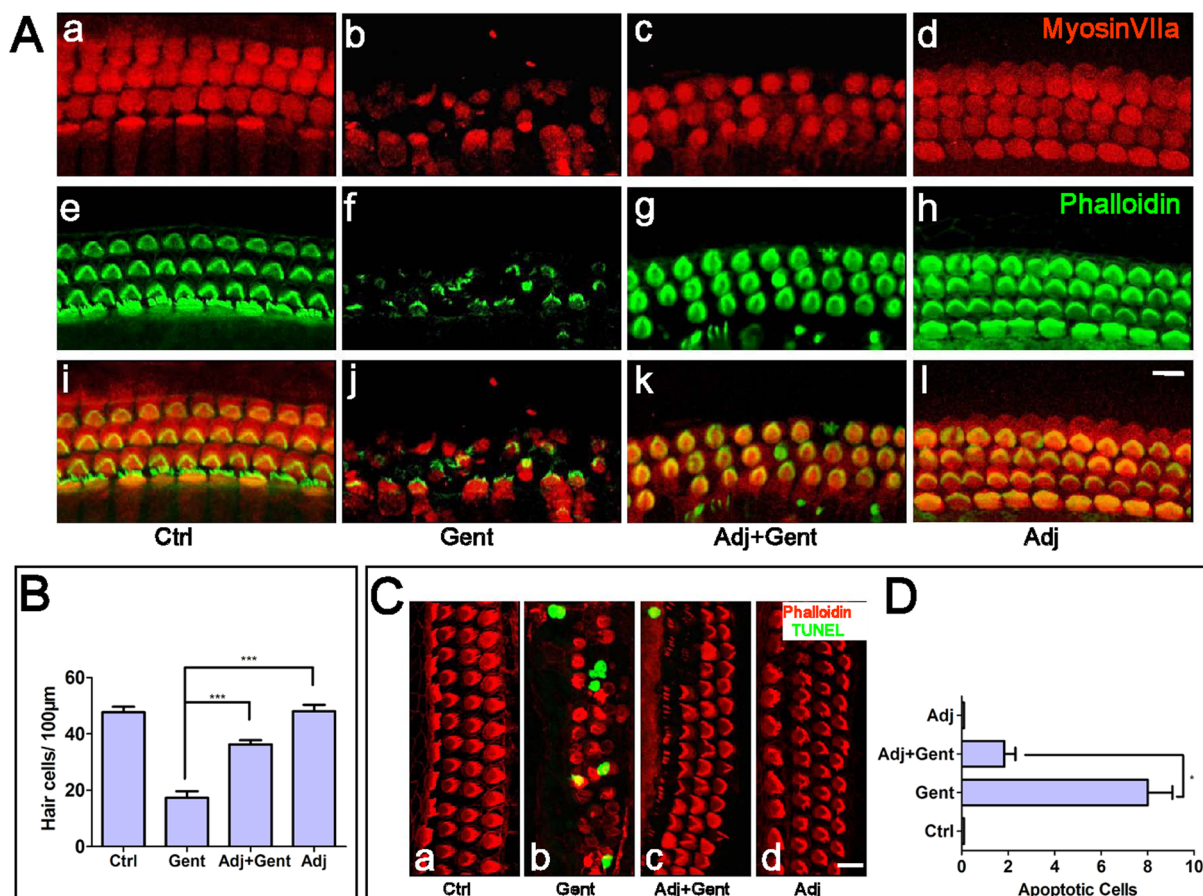 A
a
b
c
d
MyosinVIIa
e
f
g
h
Phalloidin
i
j
k
l
Ctrl
Gent
Adj+Gent
Adj
B
Hair cells/ 100µm
60
40
20
0
***
***
Ctrl
Gent
Adj+Gent
Adj
C
Phalloidin
TUNEL
a
b
c
d
Ctrl
Gent
Adj+Gent
Adj
D
Adj
Adj+Gent
Gent
Ctrl
*
0
2
4
6
8
10
Apoptotic Cells